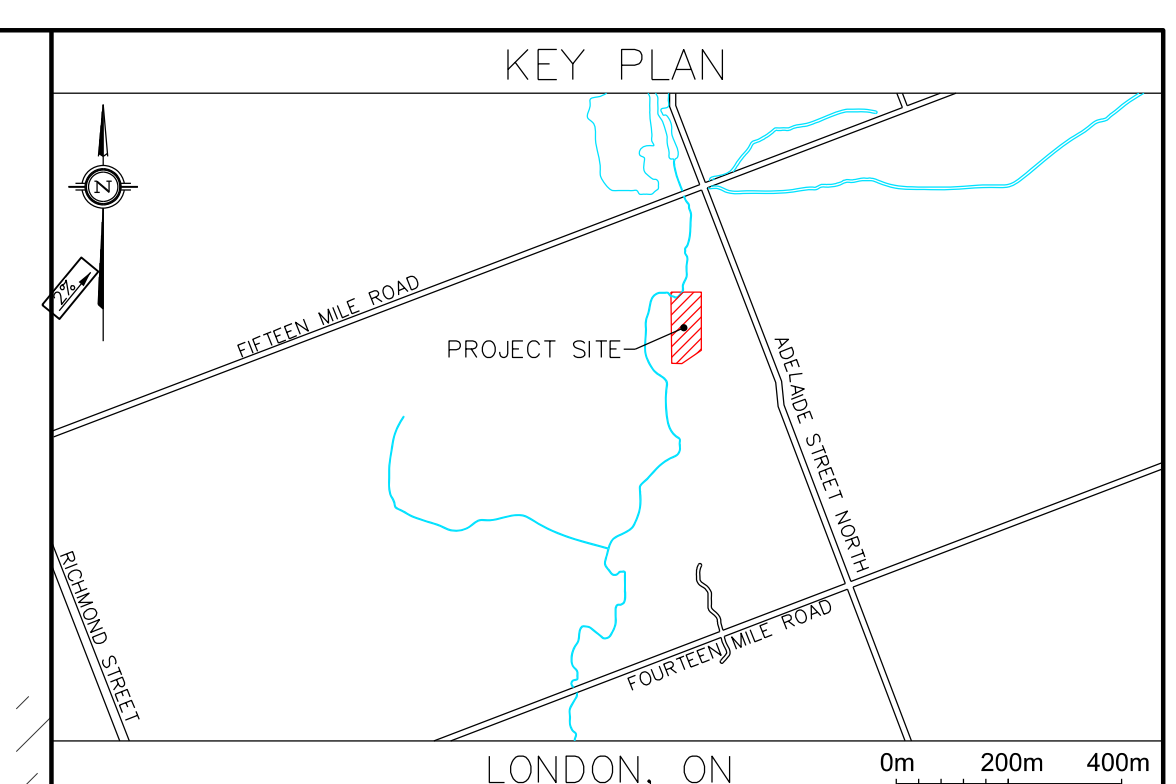 KEY PLAN
N
2%
FIFTEEN MILE ROAD
PROJECT SITE
ADELAIDE STREET NORTH
RICHMOND STREET
FOURTEEN MILE ROAD
LONDON, ON
0m 200m 400m